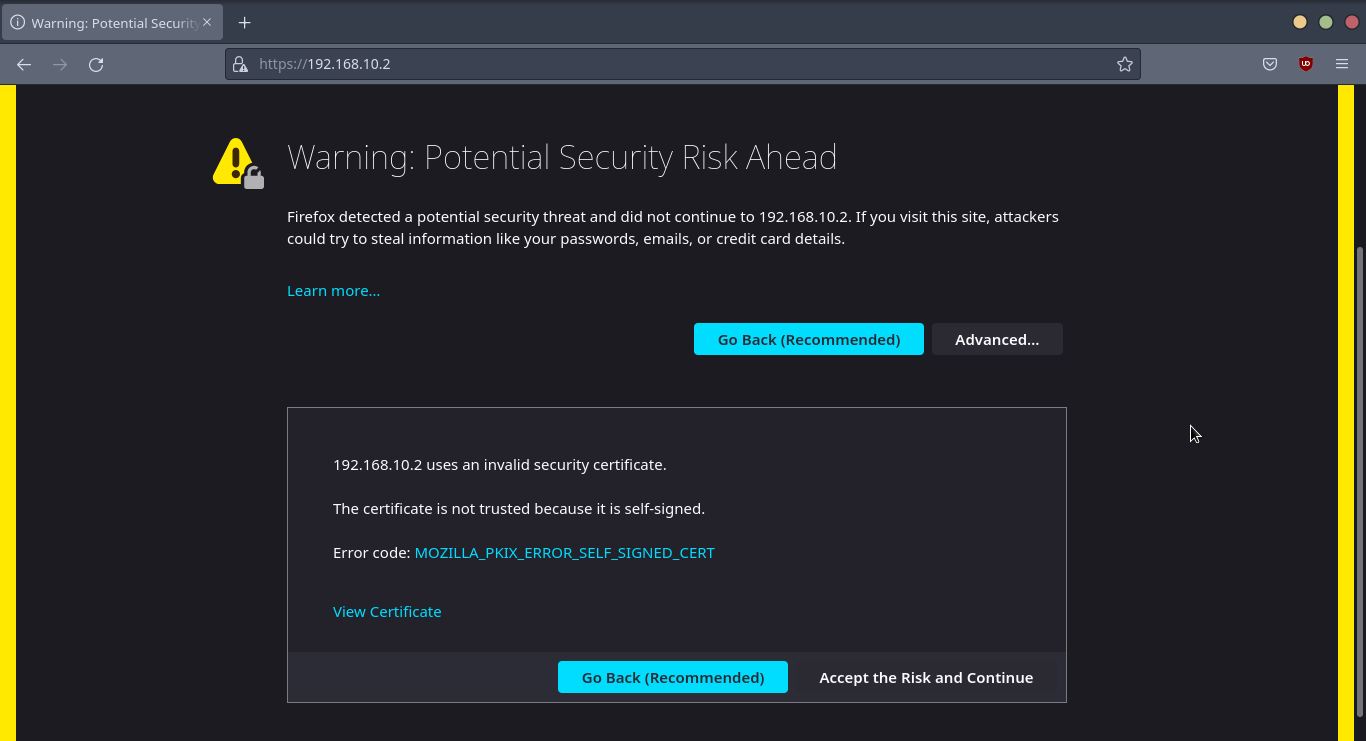 Warning: Potential Security
https://192.168.10.2
Warning: Potential Security Risk Ahead
Firefox detected a potential security threat and did not continue to 192.168.10.2. If you visit this site, attackers
could try to steal information like your passwords, emails, or credit card details.
Learn more…
Go Back (Recommended)
Advanced…
192.168.10.2 uses an invalid security certificate.
The certificate is not trusted because it is self-signed.
Error code: MOZILLA_PKIX_ERROR_SELF_SIGNED_CERT
View Certificate
Go Back (Recommended)
Accept the Risk and Continue